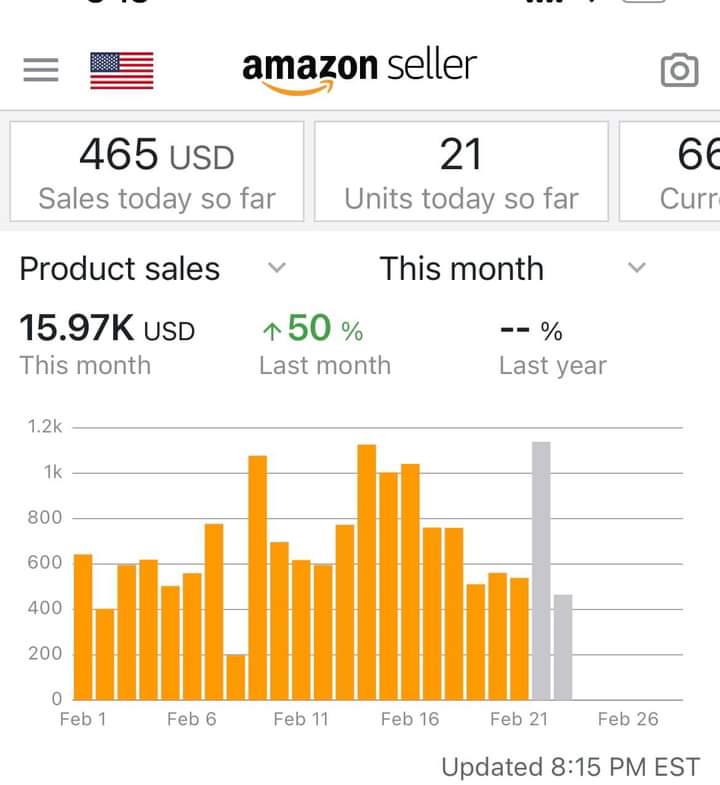 amazon seller
465 USD
Sales today so far
21
Units today so far
66
Curr
Product sales
This month
15.97K USD
This month
↑50 %
Last month
-- %
Last year
1.2k
1k
800
600
400
200
0
Feb 1 Feb 6 Feb 11 Feb 16 Feb 21 Feb 26
Updated 8:15 PM EST